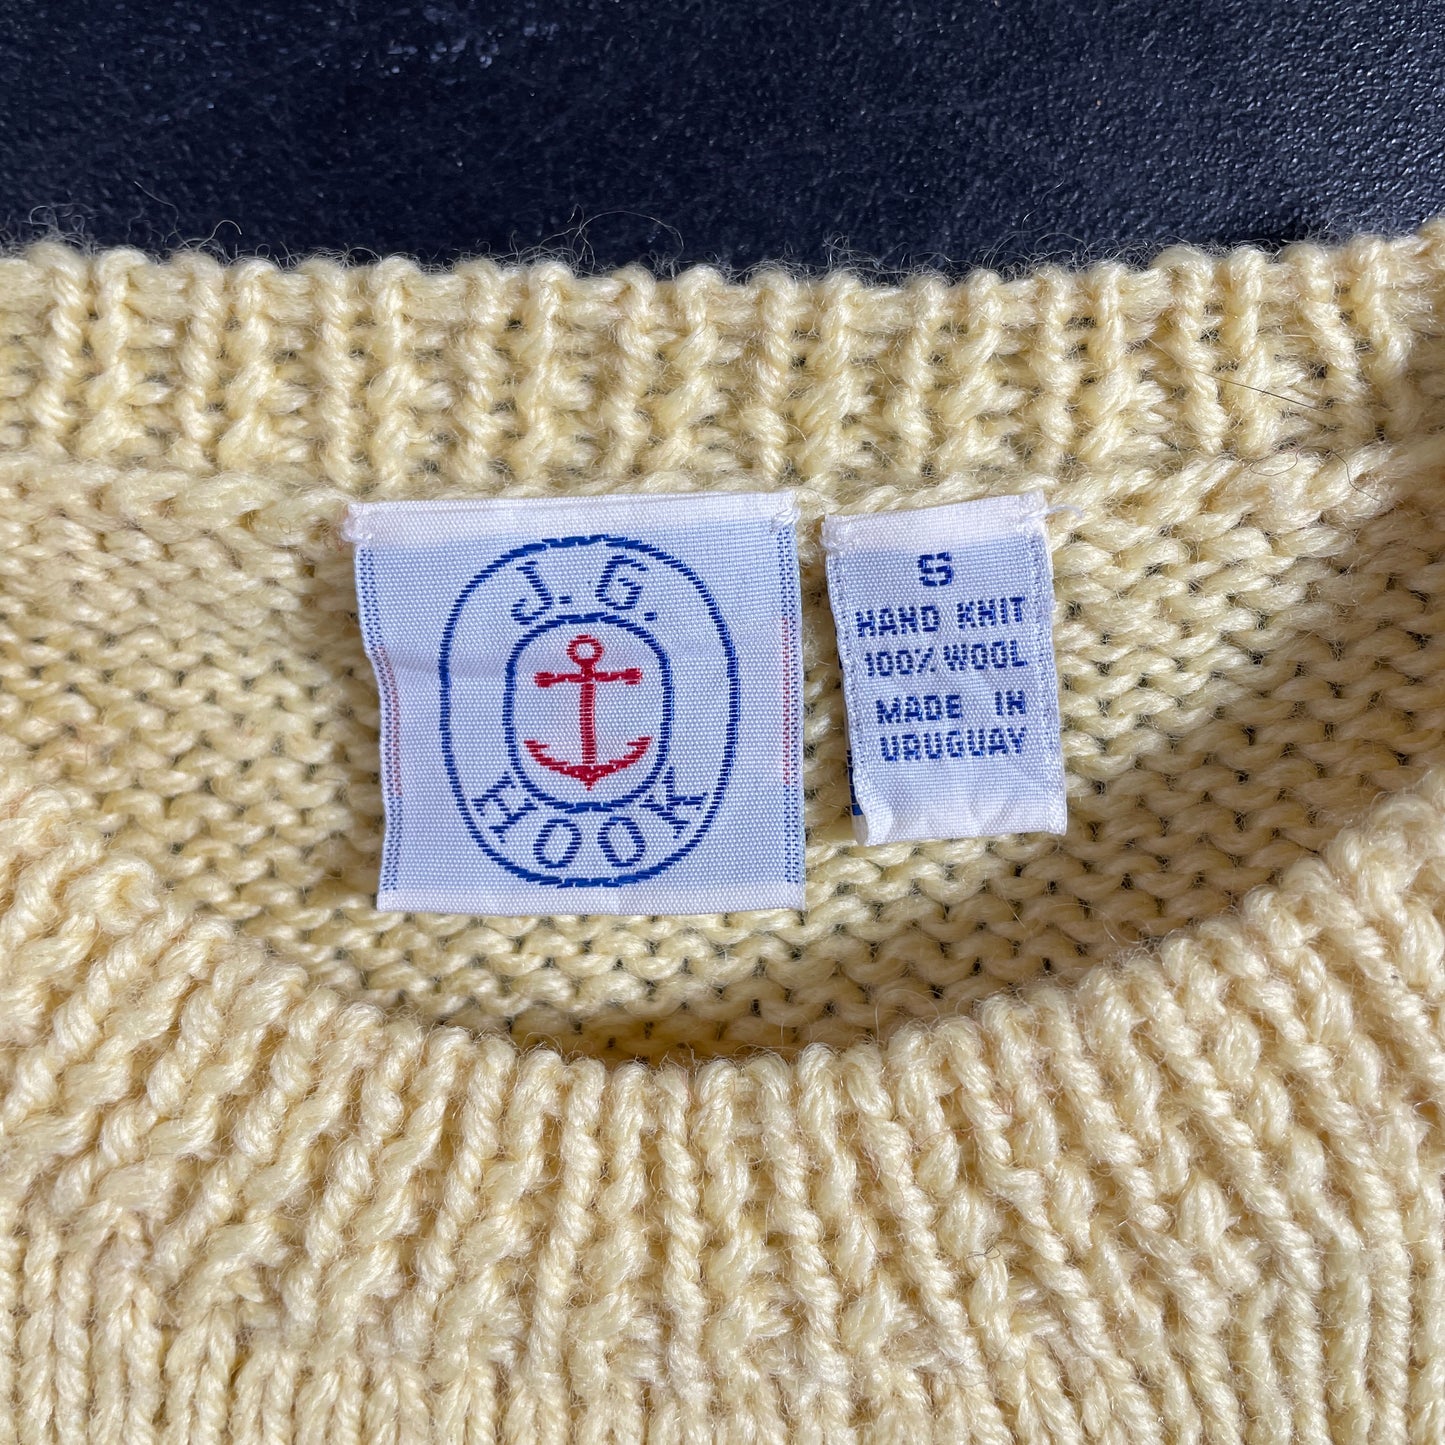 J. G.
HOOK
S
HAND KNIT
100% WOOL
MADE IN
URUGUAY